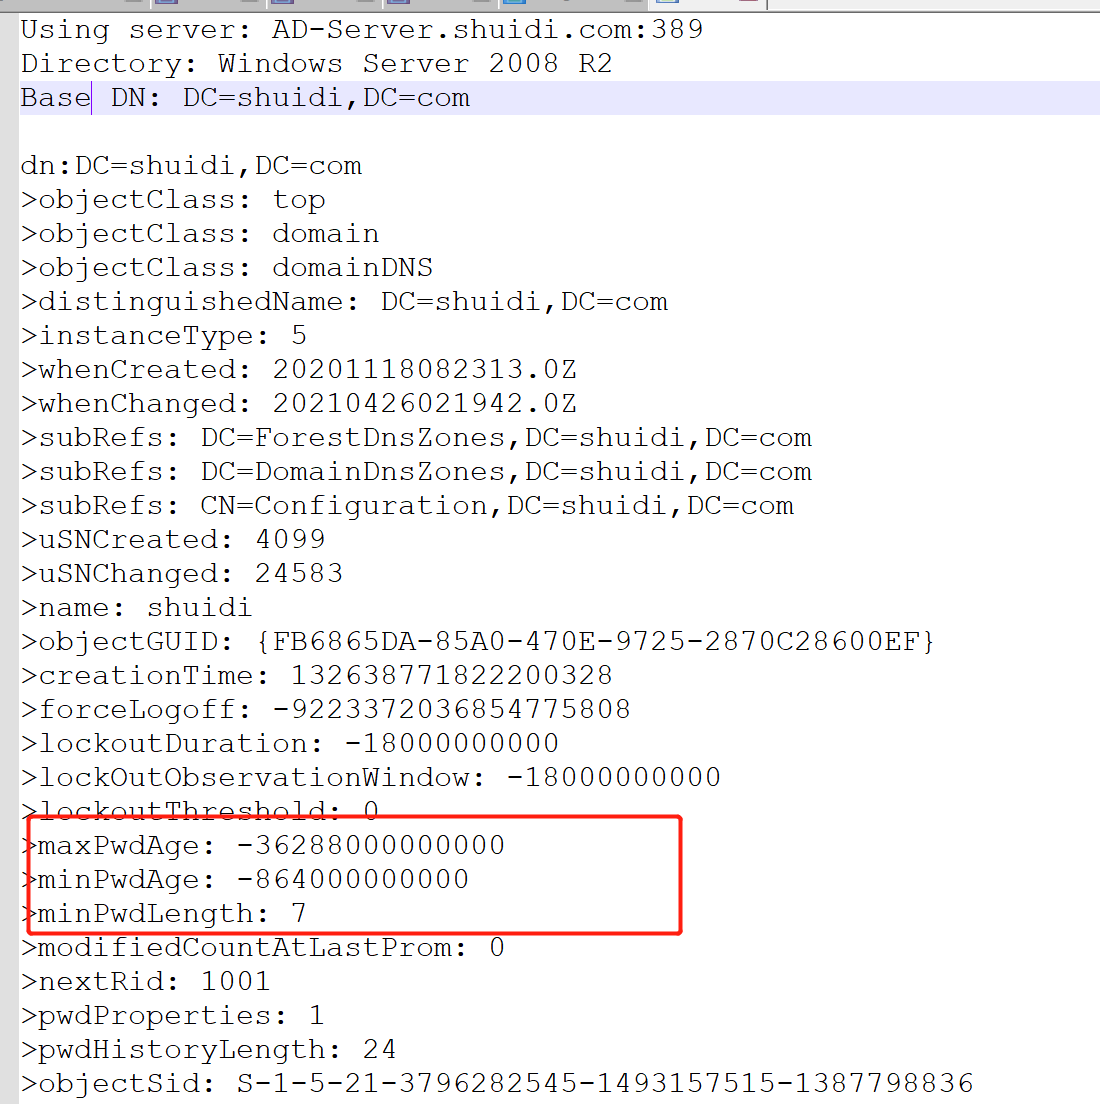 Using server: AD-Server.shuidi.com:389
Directory: Windows Server 2008 R2
Base DN: DC=shuidi,DC=com
dn:DC=shuidi,DC=com
>objectClass: top
>objectClass: domain
>objectClass: domainDNS
>distinguishedName: DC=shuidi,DC=com
>instanceType: 5
>whenCreated: 20201118082313.0Z
>whenChanged: 20210426021942.0Z
>subRefs: DC=ForestDnsZones,DC=shuidi,DC=com
>subRefs: DC=DomainDnsZones,DC=shuidi,DC=com
>subRefs: CN=Configuration,DC=shuidi,DC=com
>uSNCreated: 4099
>uSNChanged: 24583
>name: shuidi
>objectGUID: {FB6865DA-85A0-470E-9725-2870C28600EF}
>creationTime: 132638771822200328
>forceLogoff: -9223372036854775808
>lockoutDuration: -18000000000
>lockOutObservationWindow: -18000000000
>lockoutThreshold: 0
>maxPwdAge: -36288000000000
>minPwdAge: -864000000000
>minPwdLength: 7
>modifiedCountAtLastProm: 0
>nextRid: 1001
>pwdProperties: 1
>pwdHistoryLength: 24
>objectSid: S-1-5-21-3796282545-1493157515-1387798836